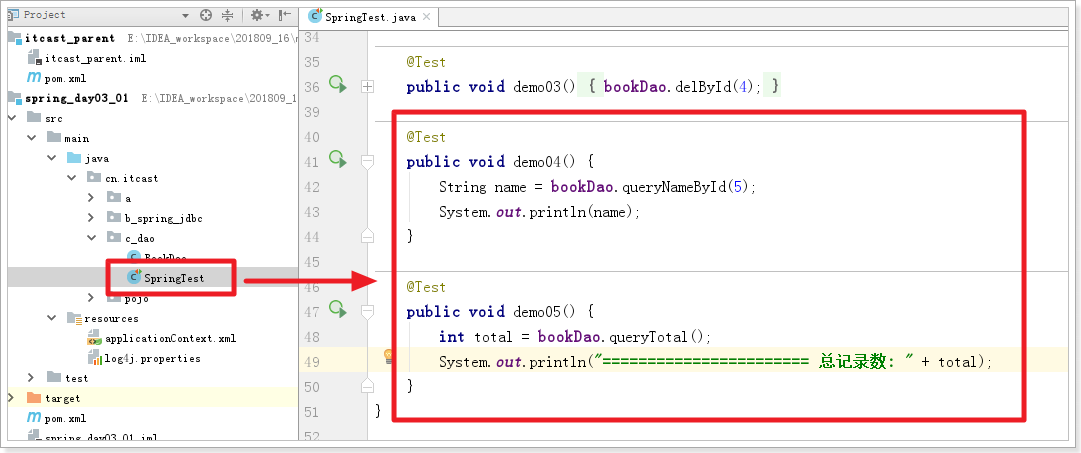 Project
SpringTest.java
itcast_parent E:\IDEA_workspace\201809_16\
itcast_parent.iml
pom.xml
spring_day03_01 E:\IDEA_workspace\201809_1
src
main
java
cn.itcast
a
b_spring_jdbc
c_dao
BookDao
SpringTest
pojo
resources
applicationContext.xml
log4j.properties
test
target
pom.xml
spring_day03_01.iml
34
35 @Test
36 public void demo03() { bookDao.delById(4); }
40 @Test
41 public void demo04() {
42 String name = bookDao.queryNameById(5);
43 System.out.println(name);
44 }
45
46 @Test
47 public void demo05() {
48 int total = bookDao.queryTotal();
49 System.out.println("======================= 总记录数: " + total);
50 }
51 }
52